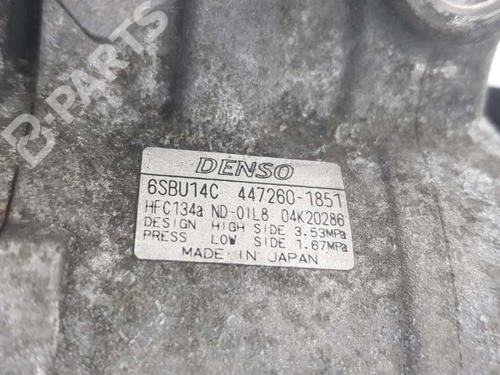 B-PARTS
DENSO
6SBU14C 447260-1851
HFC134a ND-OIL8 04K20286
DESIGN HIGH SIDE 3.53MPa
PRESS LOW SIDE 1.67MPa
MADE IN JAPAN